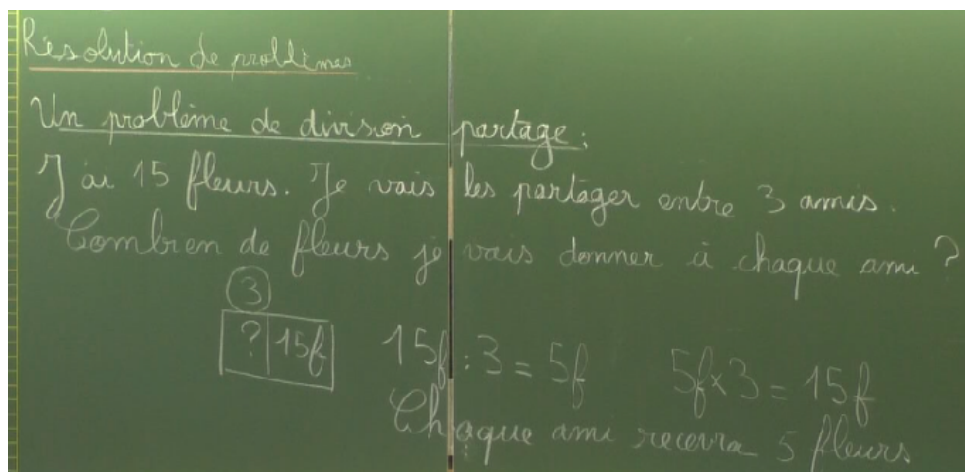 Résolution de problèmes
Un problème de division partage :
J'ai 15 fleurs. Je vais les partager entre 3 amis.
Combien de fleurs je vais donner à chaque ami ?
3
? 15f 15f : 3 = 5f 5f x 3 = 15f
Chaque ami recevra 5 fleurs